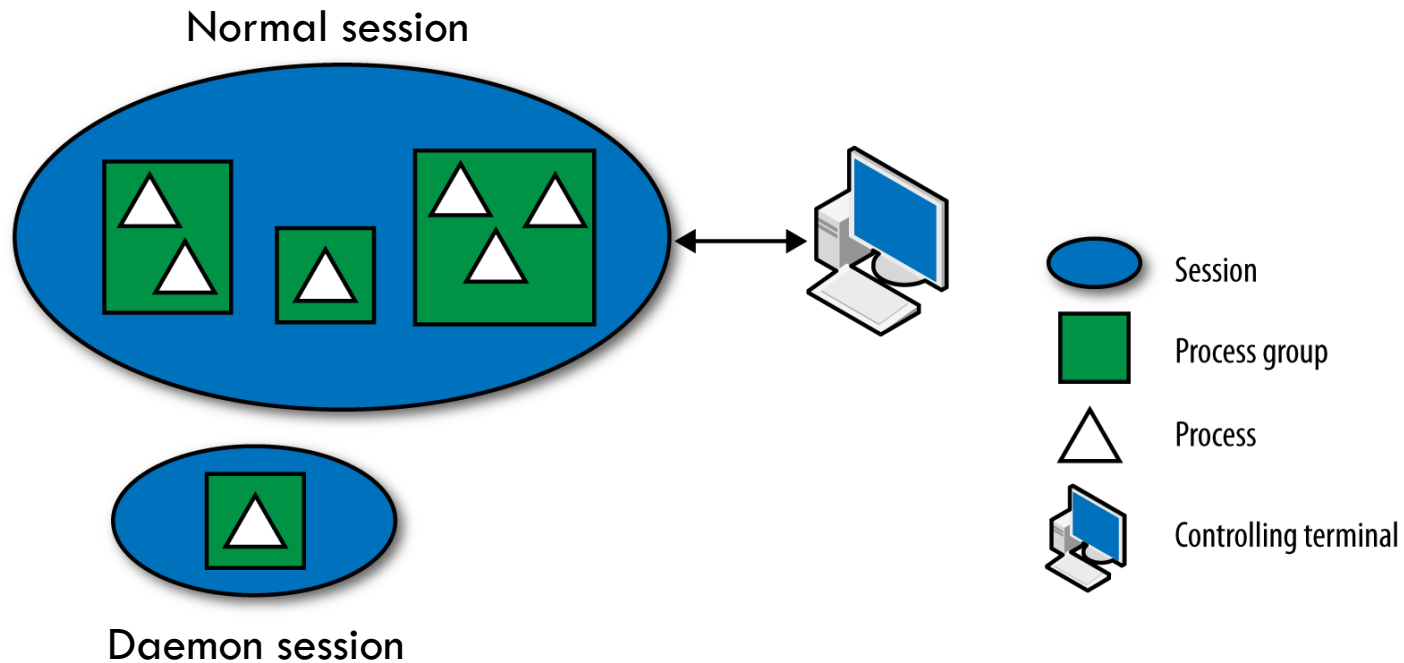 Normal session
Session
Process group
Process
Controlling terminal
Daemon session